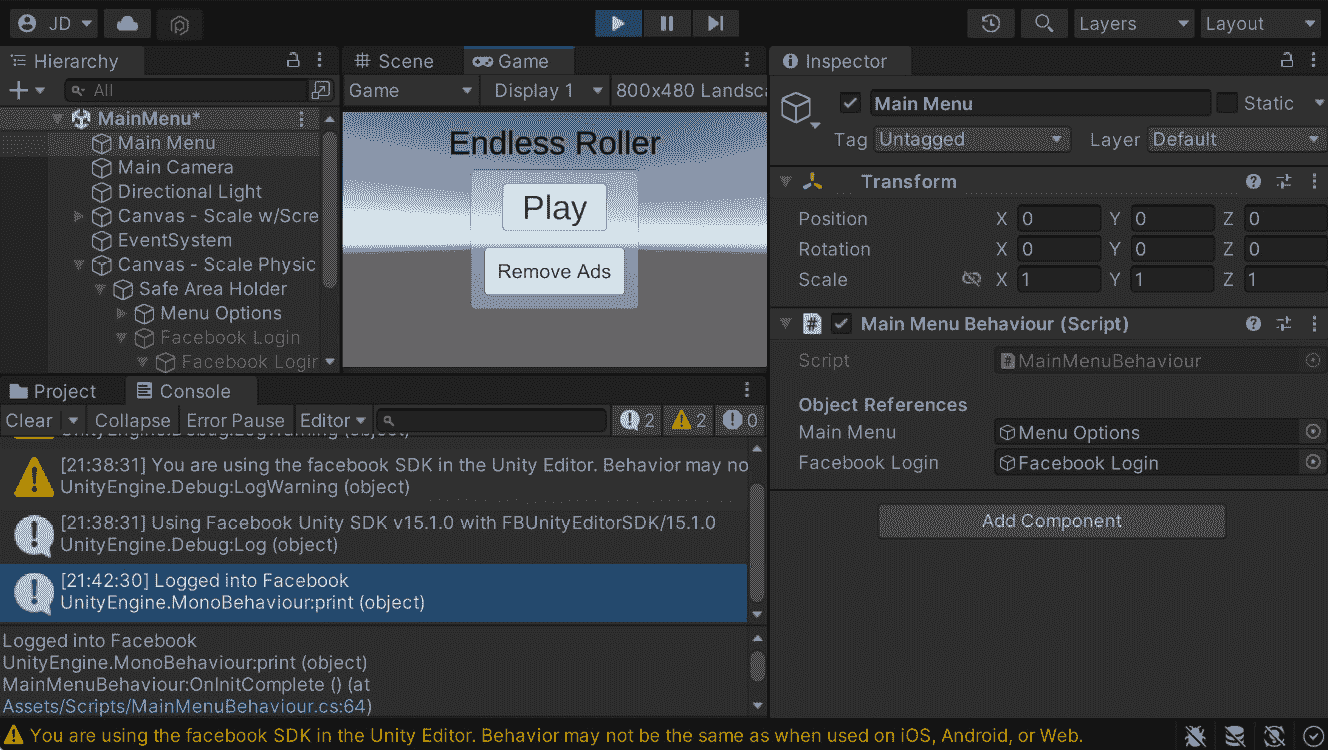 JD
Layers
Layout
Hierarchy
All
MainMenu*
Main Menu
Main Camera
Directional Light
Canvas - Scale w/Scre
EventSystem
Canvas - Scale Physic
Safe Area Holder
Menu Options
Facebook Login
Facebook Logir
Scene
Game
Game
Display 1
800x480 Landsca
Endless Roller
Play
Remove Ads
Inspector
Main Menu
Static
Tag
Untagged
Layer
Default
Transform
Position X 0 Y 0 Z 0
Rotation X 0 Y 0 Z 0
Scale X 1 Y 1 Z 1
Main Menu Behaviour (Script)
Script
MainMenuBehaviour
Object References
Main Menu
Menu Options
Facebook Login
Facebook Login
Add Component
Project
Console
Clear
Collapse
Error Pause
Editor
2
2
0
UnityEngine.Debug:LogWarning (object)
[21:38:31] You are using the facebook SDK in the Unity Editor. Behavior may no
UnityEngine.Debug:LogWarning (object)
[21:38:31] Using Facebook Unity SDK v15.1.0 with FBUnityEditorSDK/15.1.0
UnityEngine.Debug:Log (object)
[21:42:30] Logged into Facebook
UnityEngine.MonoBehaviour:print (object)
Logged into Facebook
UnityEngine.MonoBehaviour:print (object)
MainMenuBehaviour:OnInitComplete () (at
Assets/Scripts/MainMenuBehaviour.cs:64)
You are using the facebook SDK in the Unity Editor. Behavior may not be the same as when used on iOS, Android, or Web.